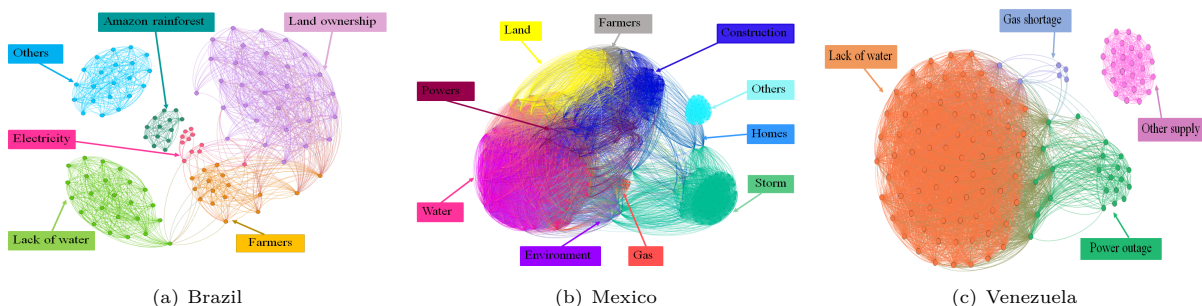 Amazon rainforest
Land ownership
Others
Electricity
Lack of water
Farmers
(a) Brazil
Farmers
Land
Construction
Powers
Others
Homes
Storm
Water
Environment
Gas
(b) Mexico
Gas shortage
Lack of water
Other supply
Power outage
(c) Venezuela